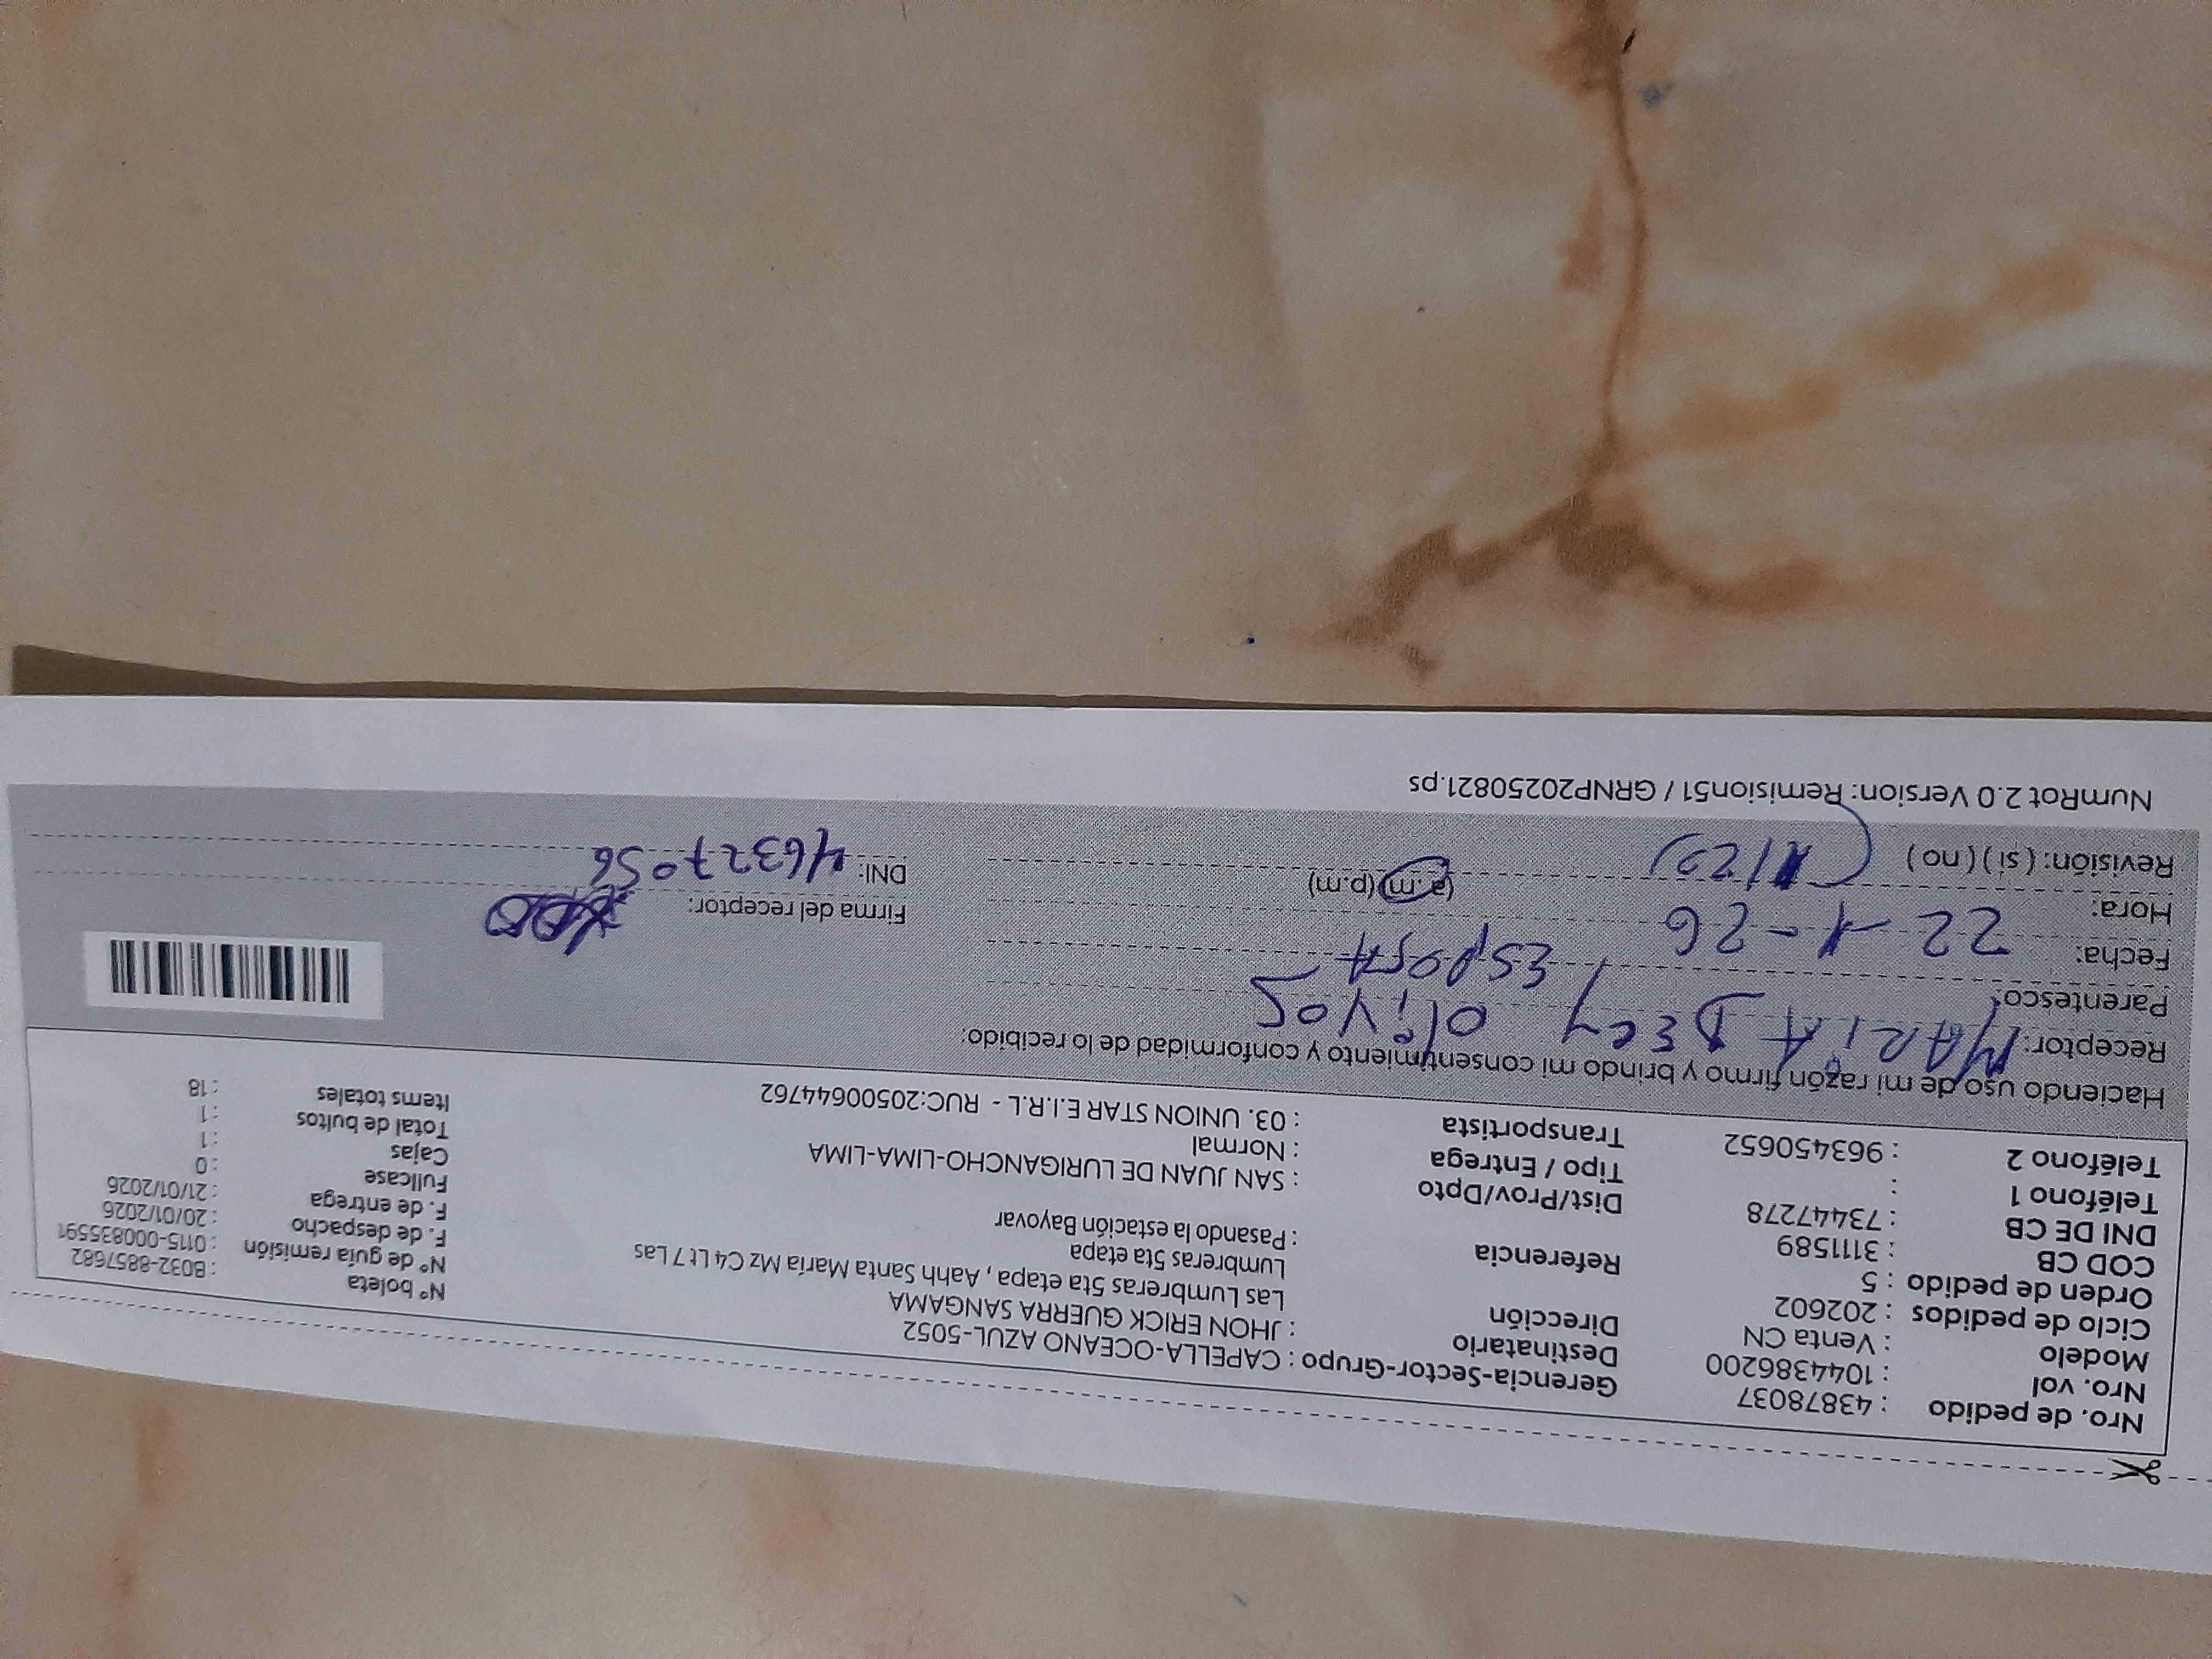 Nro. de pedido : 43878037
Nro. vol : 1044386200
Modelo : Venta CN
Ciclo de pedidos : 202602
Orden de pedido : 5
COD CB : 3111589
DNI DE CB : 73447278
Teléfono 1 :
Teléfono 2 : 963450652
Gerencia-Sector-Grupo : CAPELLA-OCEANO AZUL-5052
Destinatario : JHON ERICK GUERRA SANGAMA
Dirección Las Lumbreras 5ta etapa , Aahh Santa María Mz C4 Lt 7 Las
Lumbreras 5ta etapa
Referencia : Pasando la estación Bayovar
Dist/Prov/Dpto : SAN JUAN DE LURIGANCHO-LIMA-LIMA
Tipo / Entrega : Normal
Transportista : 03. UNION STAR E.I.R.L - RUC:20500644762
N° boleta : B032-8857682
N° de guía remisión : 0115-000835591
F. de despacho : 20/01/2026
F. de entrega : 21/01/2026
Fullcase : 0
Cajas : 1
Total de bultos : 1
Items totales : 18
Haciendo uso de mi razón firmo y brindo mi consentimiento y conformidad de lo recibido:
Receptor: MARIA DECY OliVOS
Parentesco: ESPOSA
Fecha: 22-1-26
Hora: (a.m) (p.m)
Revisión: ( si ) ( no )
Firma del receptor:
DNI: 46327056
NumRot 2.0 Version: Remision51 / GRNP20250821.ps